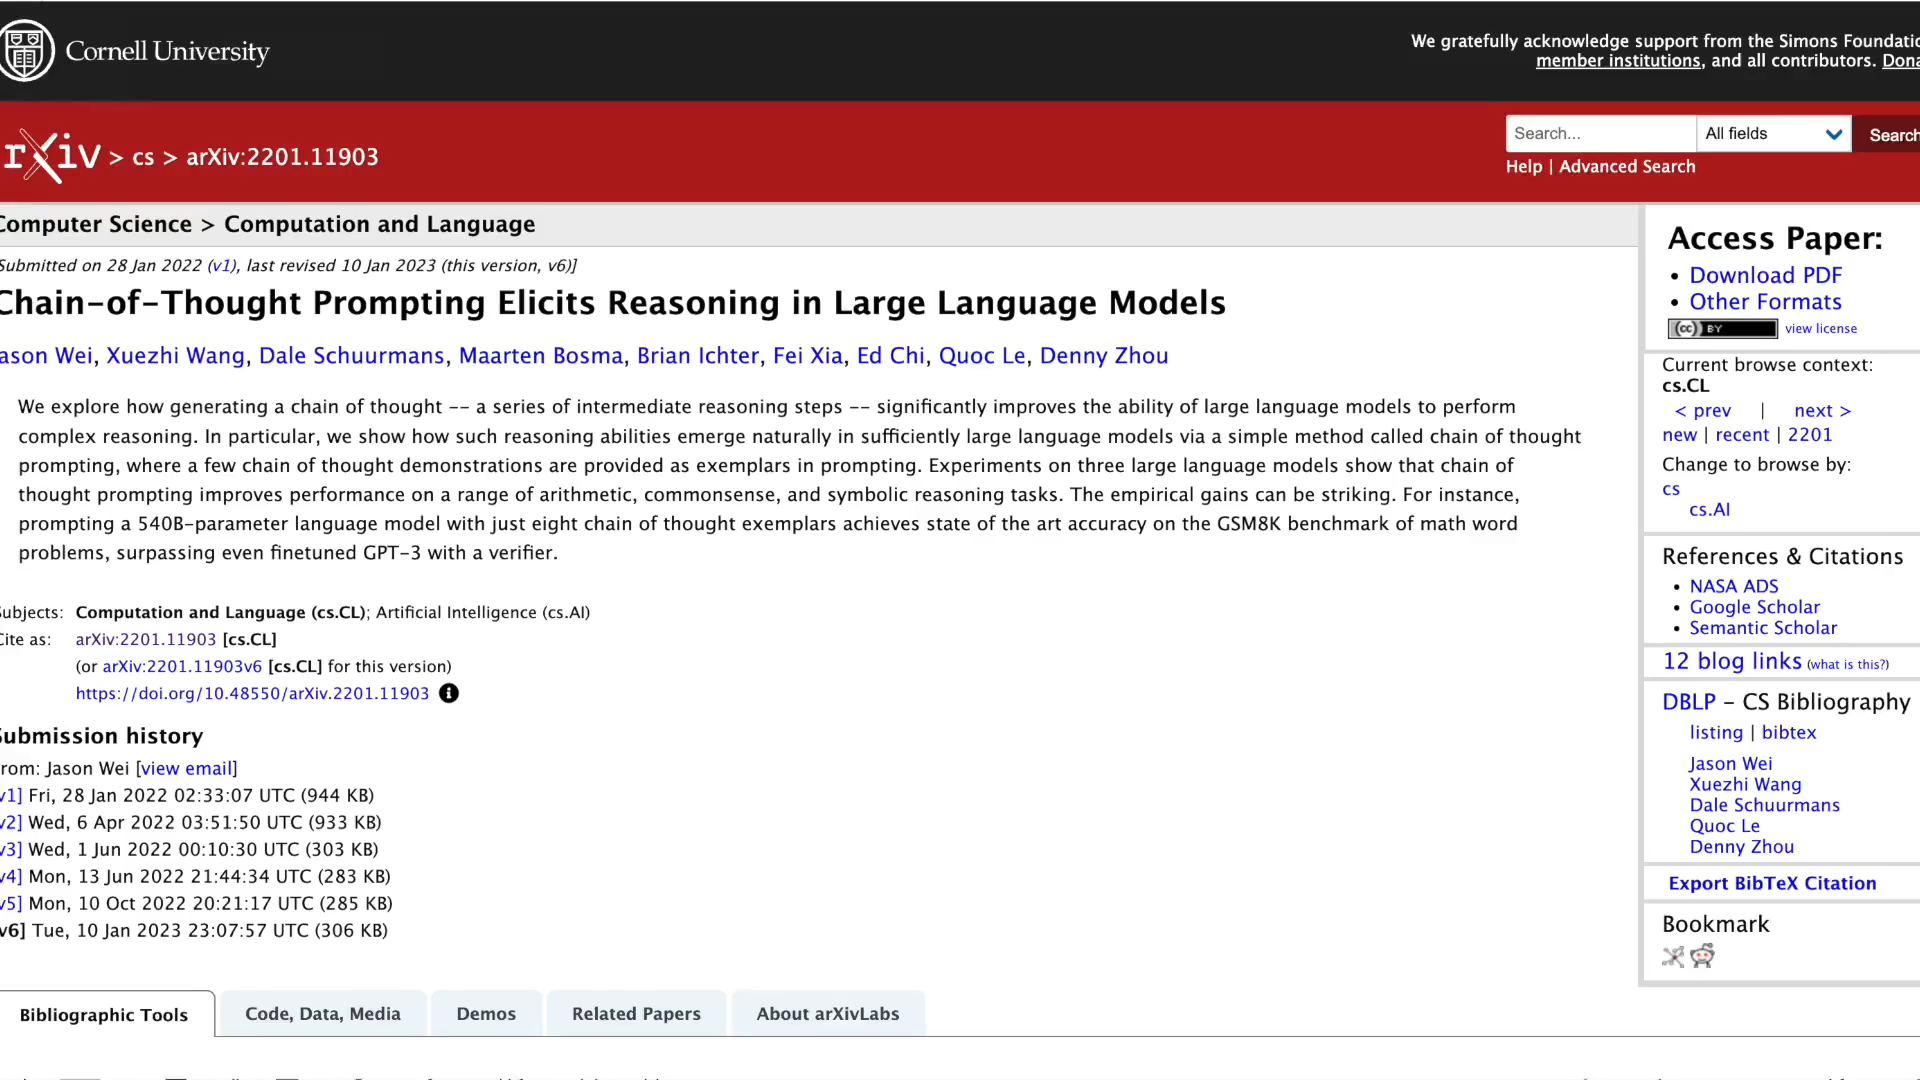 Cornell University
We gratefully acknowledge support from the Simons Foundatio
member institutions, and all contributors. Dona
rXiv > cs > arXiv:2201.11903
Search...
All fields
Search
Help | Advanced Search
Computer Science > Computation and Language
Submitted on 28 Jan 2022 (v1), last revised 10 Jan 2023 (this version, v6)]
Chain-of-Thought Prompting Elicits Reasoning in Large Language Models
ason Wei, Xuezhi Wang, Dale Schuurmans, Maarten Bosma, Brian Ichter, Fei Xia, Ed Chi, Quoc Le, Denny Zhou
We explore how generating a chain of thought -- a series of intermediate reasoning steps -- significantly improves the ability of large language models to perform
complex reasoning. In particular, we show how such reasoning abilities emerge naturally in sufficiently large language models via a simple method called chain of thought
prompting, where a few chain of thought demonstrations are provided as exemplars in prompting. Experiments on three large language models show that chain of
thought prompting improves performance on a range of arithmetic, commonsense, and symbolic reasoning tasks. The empirical gains can be striking. For instance,
prompting a 540B-parameter language model with just eight chain of thought exemplars achieves state of the art accuracy on the GSM8K benchmark of math word
problems, surpassing even finetuned GPT-3 with a verifier.
Subjects: Computation and Language (cs.CL); Artificial Intelligence (cs.AI)
Cite as: arXiv:2201.11903 [cs.CL]
(or arXiv:2201.11903v6 [cs.CL] for this version)
https://doi.org/10.48550/arXiv.2201.11903
Submission history
rom: Jason Wei [view email]
v1] Fri, 28 Jan 2022 02:33:07 UTC (944 KB)
v2] Wed, 6 Apr 2022 03:51:50 UTC (933 KB)
v3] Wed, 1 Jun 2022 00:10:30 UTC (303 KB)
v4] Mon, 13 Jun 2022 21:44:34 UTC (283 KB)
v5] Mon, 10 Oct 2022 20:21:17 UTC (285 KB)
v6] Tue, 10 Jan 2023 23:07:57 UTC (306 KB)
Bibliographic Tools
Code, Data, Media
Demos
Related Papers
About arXivLabs
Access Paper:
Download PDF
Other Formats
(cc) BY view license
Current browse context:
cs.CL
< prev | next >
new | recent | 2201
Change to browse by:
cs
cs.AI
References & Citations
NASA ADS
Google Scholar
Semantic Scholar
12 blog links (what is this?)
DBLP - CS Bibliography
listing | bibtex
Jason Wei
Xuezhi Wang
Dale Schuurmans
Quoc Le
Denny Zhou
Export BibTeX Citation
Bookmark